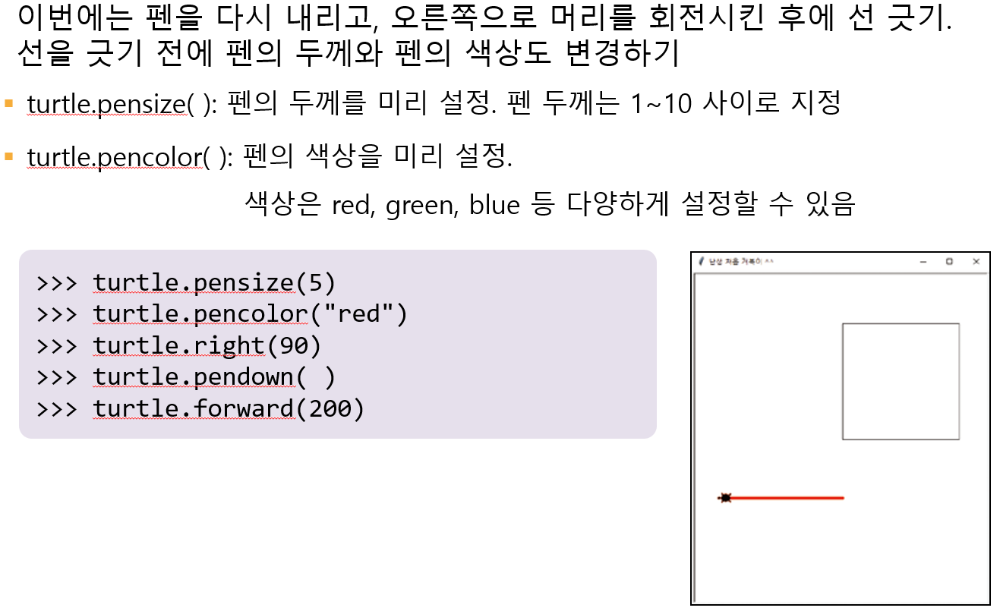 이번에는 펜을 다시 내리고, 오른쪽으로 머리를 회전시킨 후에 선 긋기.
선을 긋기 전에 펜의 두께와 펜의 색상도 변경하기
▪ turtle.pensize( ): 펜의 두께를 미리 설정. 펜 두께는 1~10 사이로 지정
▪ turtle.pencolor( ): 펜의 색상을 미리 설정.
색상은 red, green, blue 등 다양하게 설정할 수 있음
>>> turtle.pensize(5)
>>> turtle.pencolor("red")
>>> turtle.right(90)
>>> turtle.pendown( )
>>> turtle.forward(200)
난생 처음 거북이 ^^